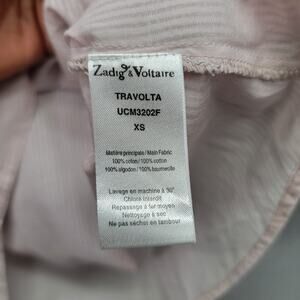 Zadig & Voltaire
TRAVOLTA
UCM3202F
XS
Matière principale / Main Fabric
100% coton / 100% cotton
100% algodon / 100% baumwolle
Lavage en machine à 30°
Chlore interdit
Repassage à fer moyen
Nettoyage à sec
Ne pas sécher en tambour